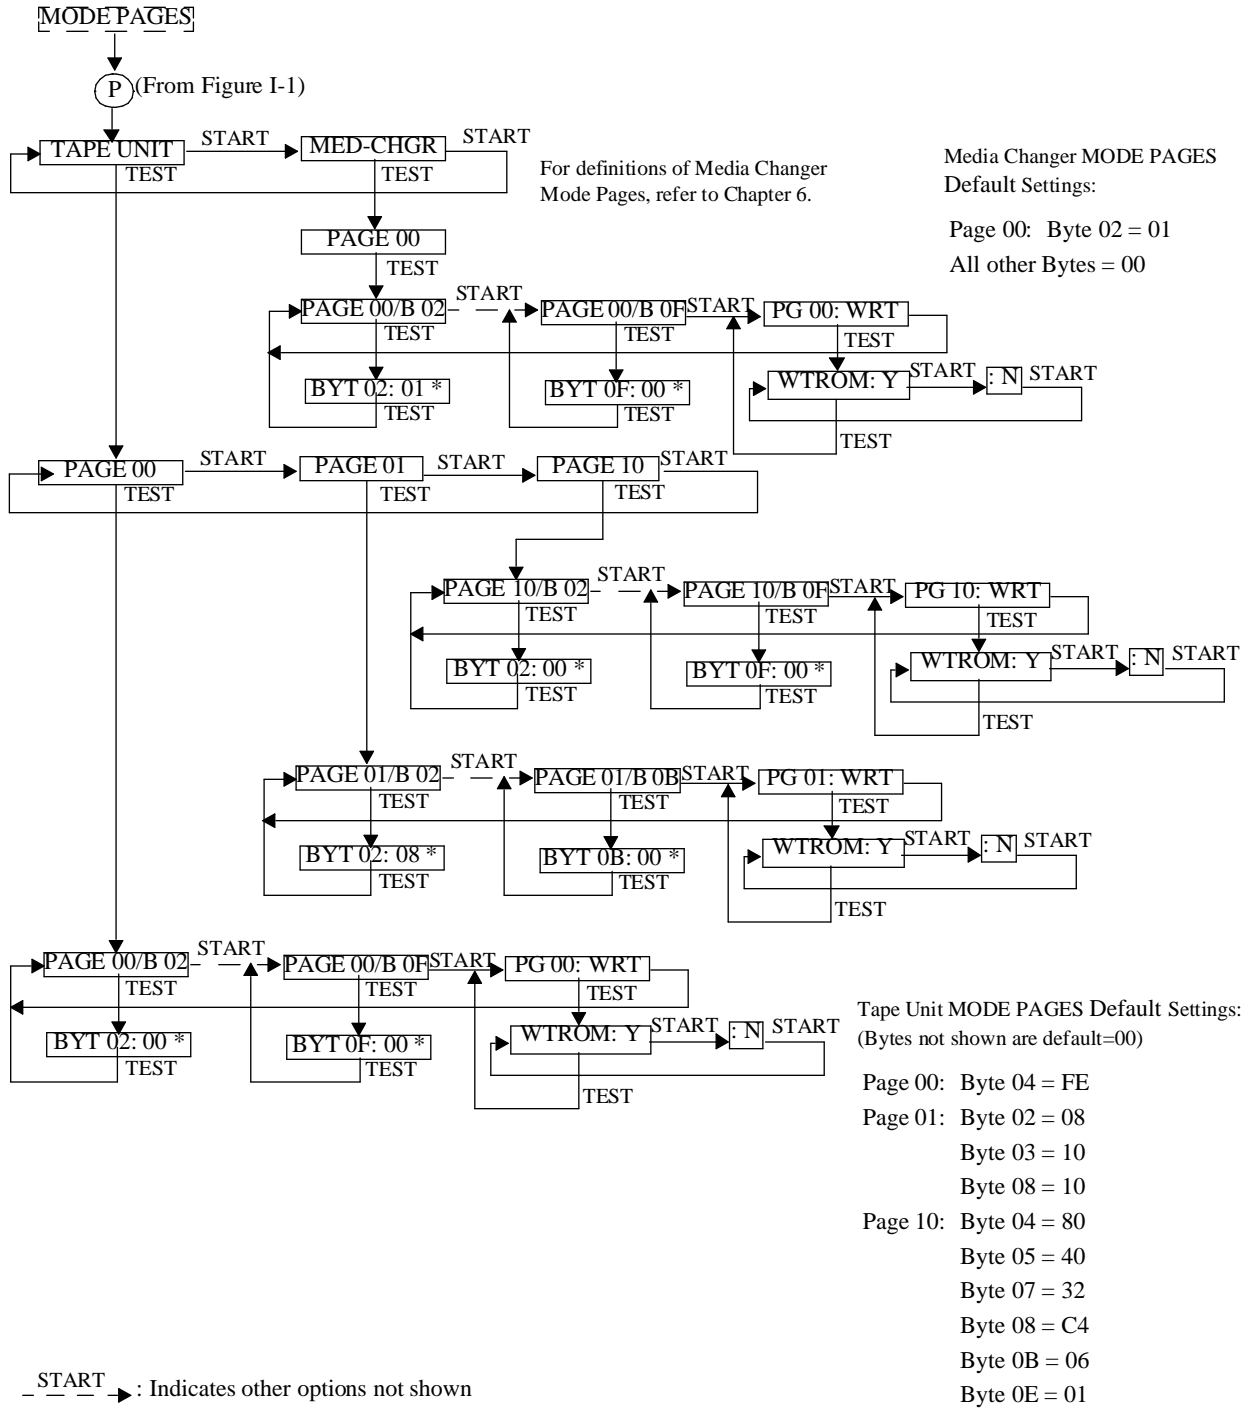 MODE PAGES
P (From Figure I-1)
TAPE UNIT START MED-CHGR START
TEST TEST
For definitions of Media Changer
Mode Pages, refer to Chapter 6.
Media Changer MODE PAGES
Default Settings:
Page 00: Byte 02 = 01
All other Bytes = 00
PAGE 00
TEST
PAGE 00/B 02 START PAGE 00/B 0F START PG 00: WRT
TEST TEST TEST
BYT 02: 01 * BYT 0F: 00 * WTROM: Y START : N START
TEST TEST TEST
PAGE 00 START PAGE 01 START PAGE 10 START
TEST TEST TEST
PAGE 10/B 02 START PAGE 10/B 0F START PG 10: WRT
TEST TEST TEST
BYT 02: 00 * BYT 0F: 00 * WTROM: Y START : N START
TEST TEST TEST
PAGE 01/B 02 START PAGE 01/B 0B START PG 01: WRT
TEST TEST TEST
BYT 02: 08 * BYT 0B: 00 * WTROM: Y START : N START
TEST TEST TEST
PAGE 00/B 02 START PAGE 00/B 0F START PG 00: WRT
TEST TEST TEST
BYT 02: 00 * BYT 0F: 00 * WTROM: Y START : N START
TEST TEST TEST
Tape Unit MODE PAGES Default Settings:
(Bytes not shown are default=00)
Page 00: Byte 04 = FE
Page 01: Byte 02 = 08
Byte 03 = 10
Byte 08 = 10
Page 10: Byte 04 = 80
Byte 05 = 40
Byte 07 = 32
Byte 08 = C4
Byte 0B = 06
Byte 0E = 01
START : Indicates other options not shown